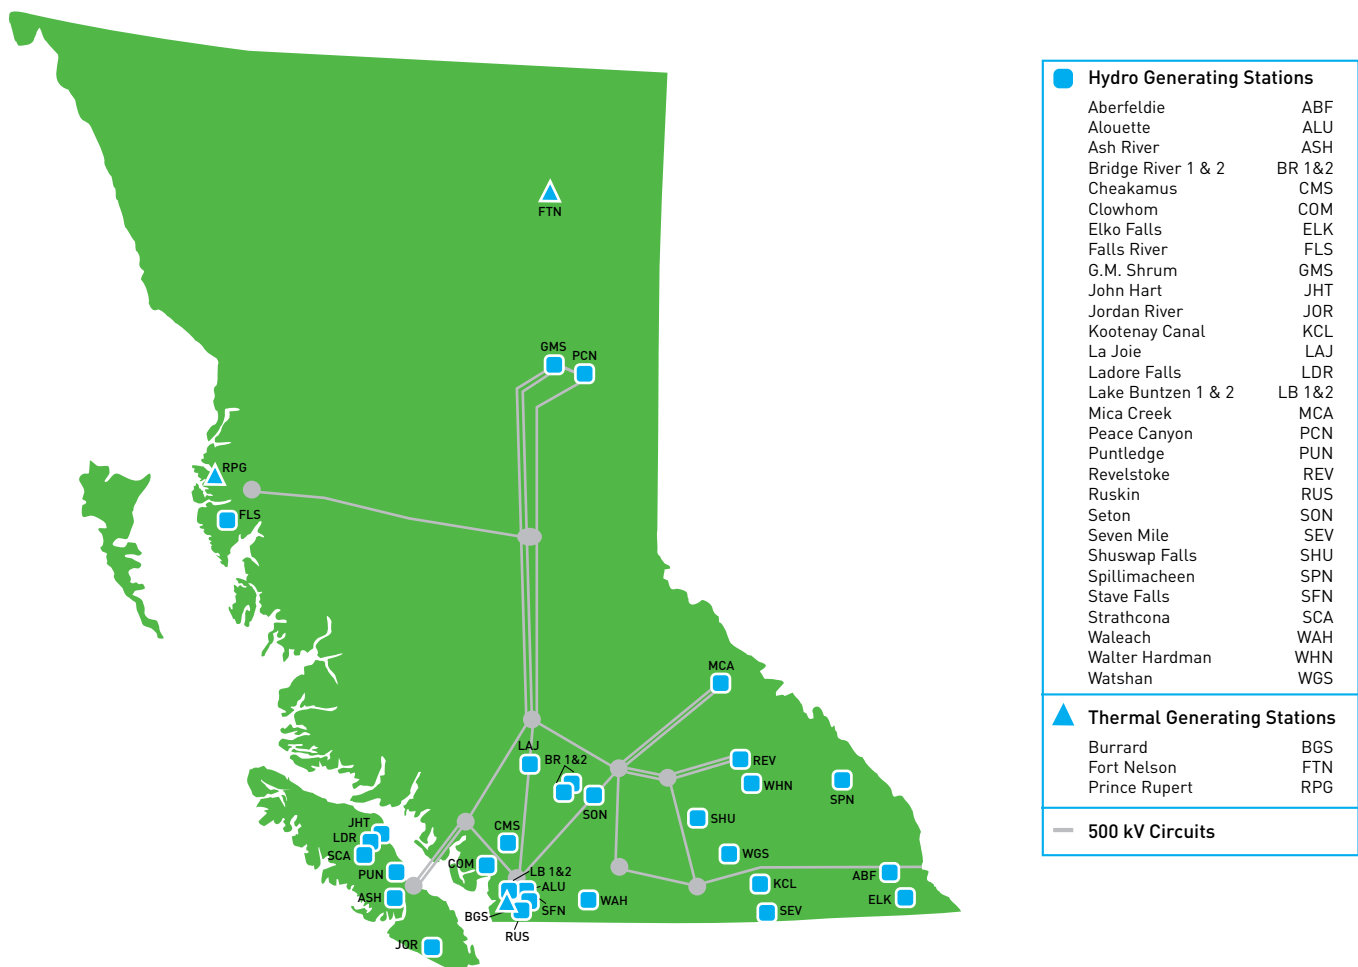 FTN
GMS
PCN
RPG
FLS
MCA
LAJ
BR 1&2
REV
WHN
SPN
SON
SHU
JHT
LDR
SCA
CMS
COM
PUN
LB 1&2
WGS
ABF
ALU
KCL
ASH
ELK
WAH
SFN
SEV
BGS
RUS
JOR
Hydro Generating Stations
Aberfeldie ABF
Alouette ALU
Ash River ASH
Bridge River 1 & 2 BR 1&2
Cheakamus CMS
Clowhom COM
Elko Falls ELK
Falls River FLS
G.M. Shrum GMS
John Hart JHT
Jordan River JOR
Kootenay Canal KCL
La Joie LAJ
Ladore Falls LDR
Lake Buntzen 1 & 2 LB 1&2
Mica Creek MCA
Peace Canyon PCN
Puntledge PUN
Revelstoke REV
Ruskin RUS
Seton SON
Seven Mile SEV
Shuswap Falls SHU
Spillimacheen SPN
Stave Falls SFN
Strathcona SCA
Waleach WAH
Walter Hardman WHN
Watshan WGS
Thermal Generating Stations
Burrard BGS
Fort Nelson FTN
Prince Rupert RPG
500 kV Circuits